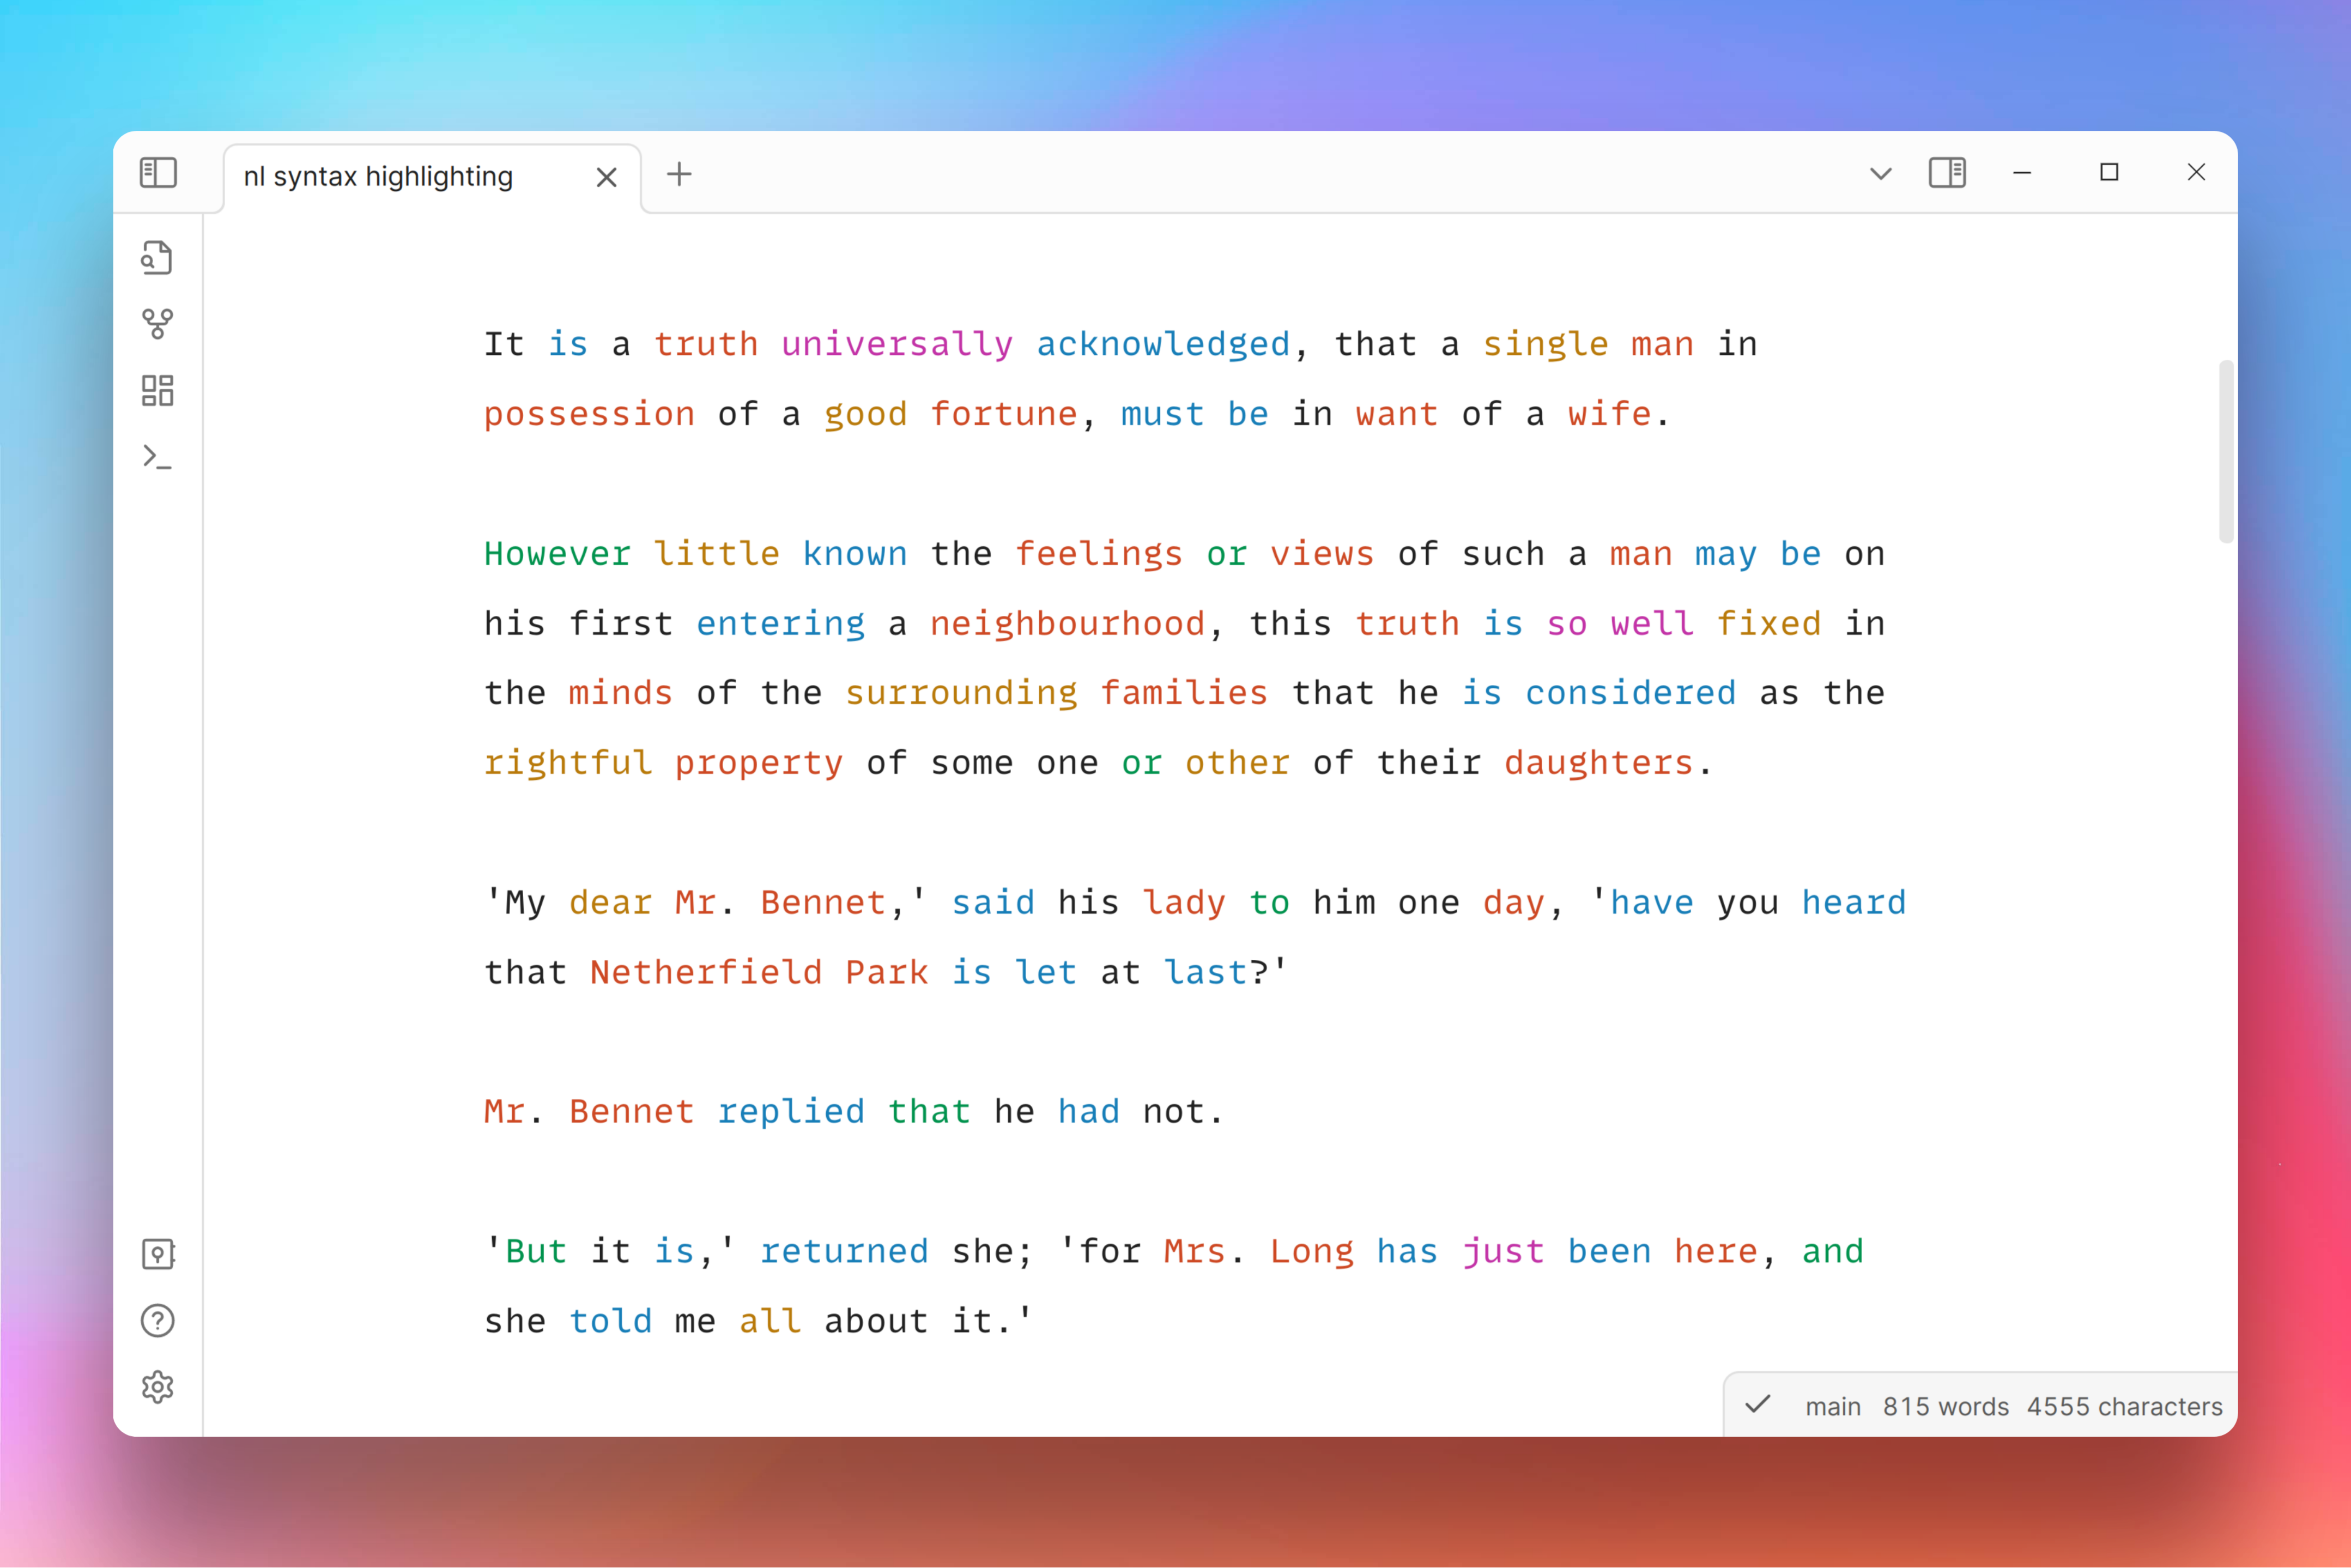 nl syntax highlighting
It is a truth universally acknowledged, that a single man in
possession of a good fortune, must be in want of a wife.
However little known the feelings or views of such a man may be on
his first entering a neighbourhood, this truth is so well fixed in
the minds of the surrounding families that he is considered as the
rightful property of some one or other of their daughters.
'My dear Mr. Bennet,' said his lady to him one day, 'have you heard
that Netherfield Park is let at last?'
Mr. Bennet replied that he had not.
'But it is,' returned she; 'for Mrs. Long has just been here, and
she told me all about it.'
main 815 words 4555 characters